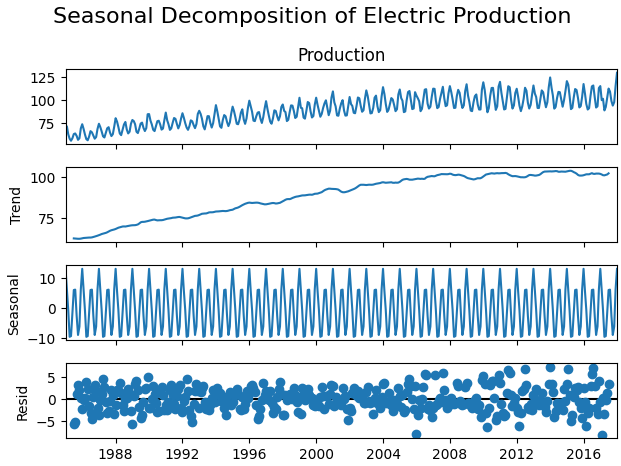 Seasonal Decomposition of Electric Production
Production
125
100
75
100
75
Trend
10
0
−10
Seasonal
5
0
−5
Resid
1988 1992 1996 2000 2004 2008 2012 2016